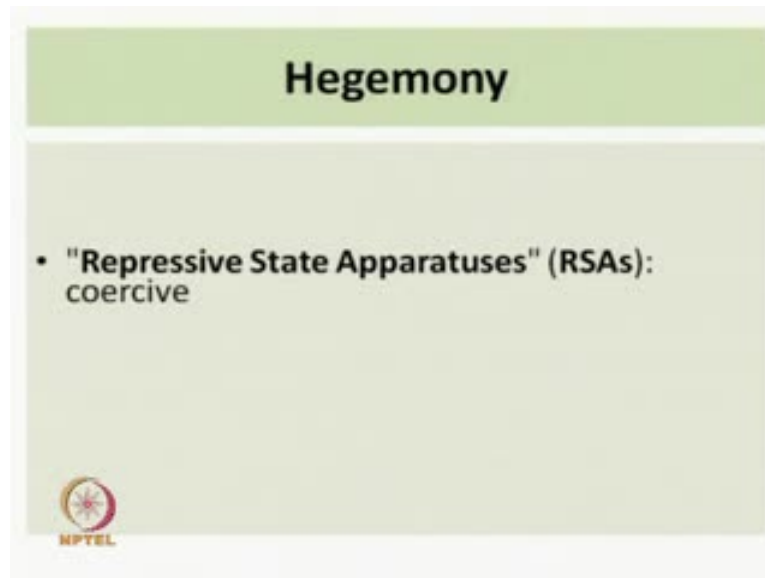 Hegemony
• "Repressive State Apparatuses" (RSAs):
coercive
NPTEL